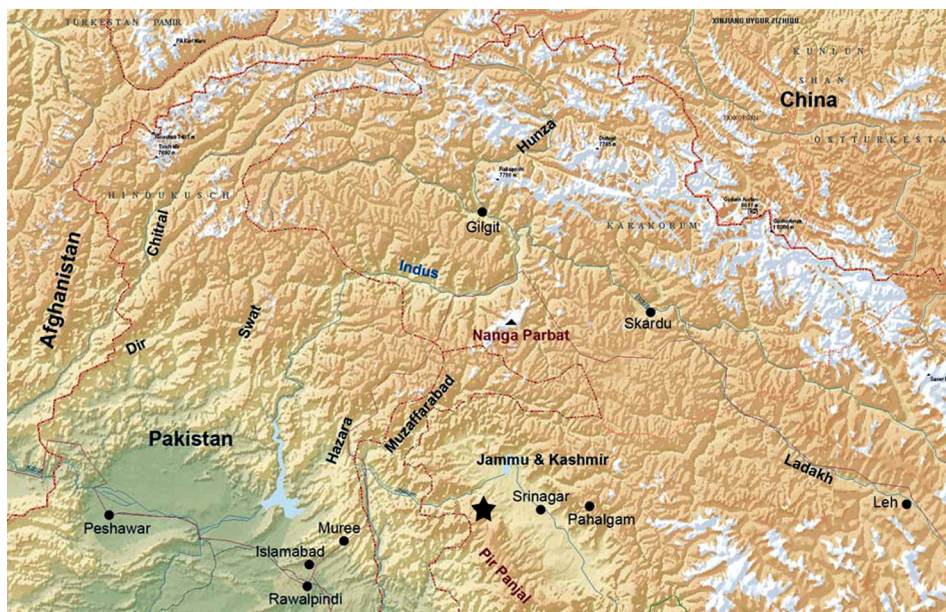 TURKESTAN PAMIR
XINJIANG UYGUR ZIZHIQU
KUNLUN
SHAN
China
OSTTURKESTA
Hunza
HINDUKUSCH
Chitral
Gilgit
KARAKORUM
Afghanistan
Indus
Swat
Dir
Skardu
Nanga Parbat
Muzaffarabad
Hazara
Pakistan
Jammu & Kashmir
Ladakh
Srinagar
Pahalgam
Leh
Peshawar
Muree
Islamabad
Rawalpindi
Pir Panjal